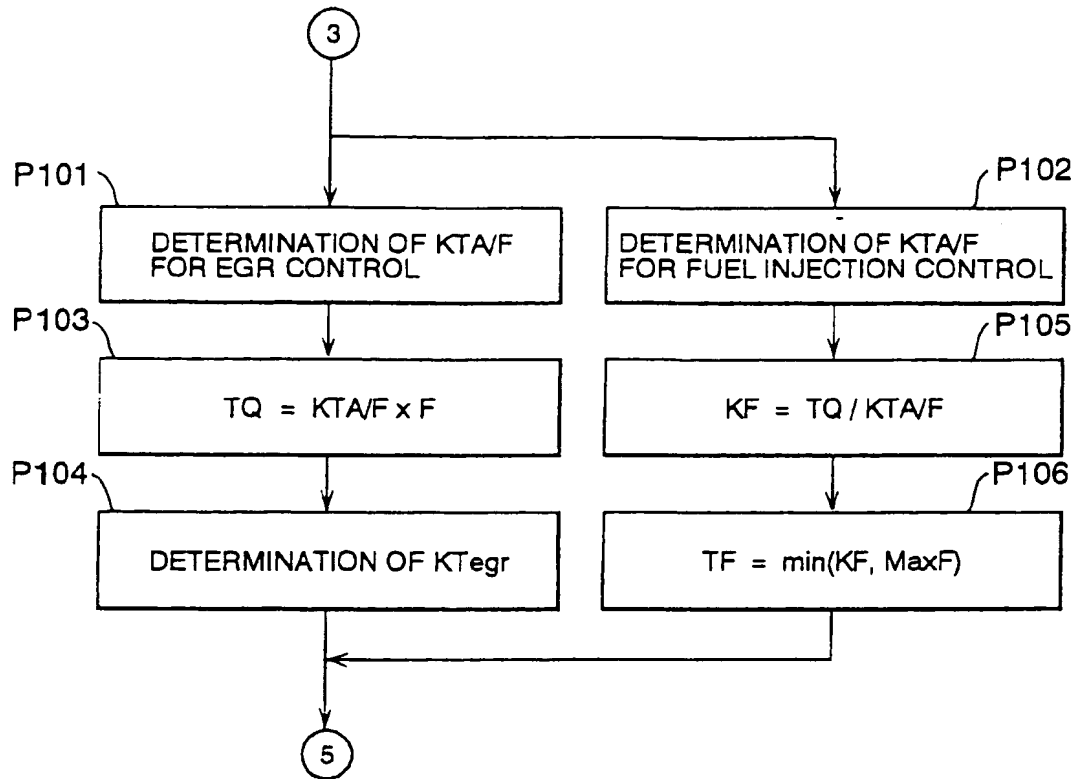 3
P101
P102
DETERMINATION OF KTA/F
FOR EGR CONTROL
DETERMINATION OF KTA/F
FOR FUEL INJECTION CONTROL
P103
P105
TQ = KTA/F x F
KF = TQ / KTA/F
P104
P106
DETERMINATION OF KTegr
TF = min(KF, MaxF)
5